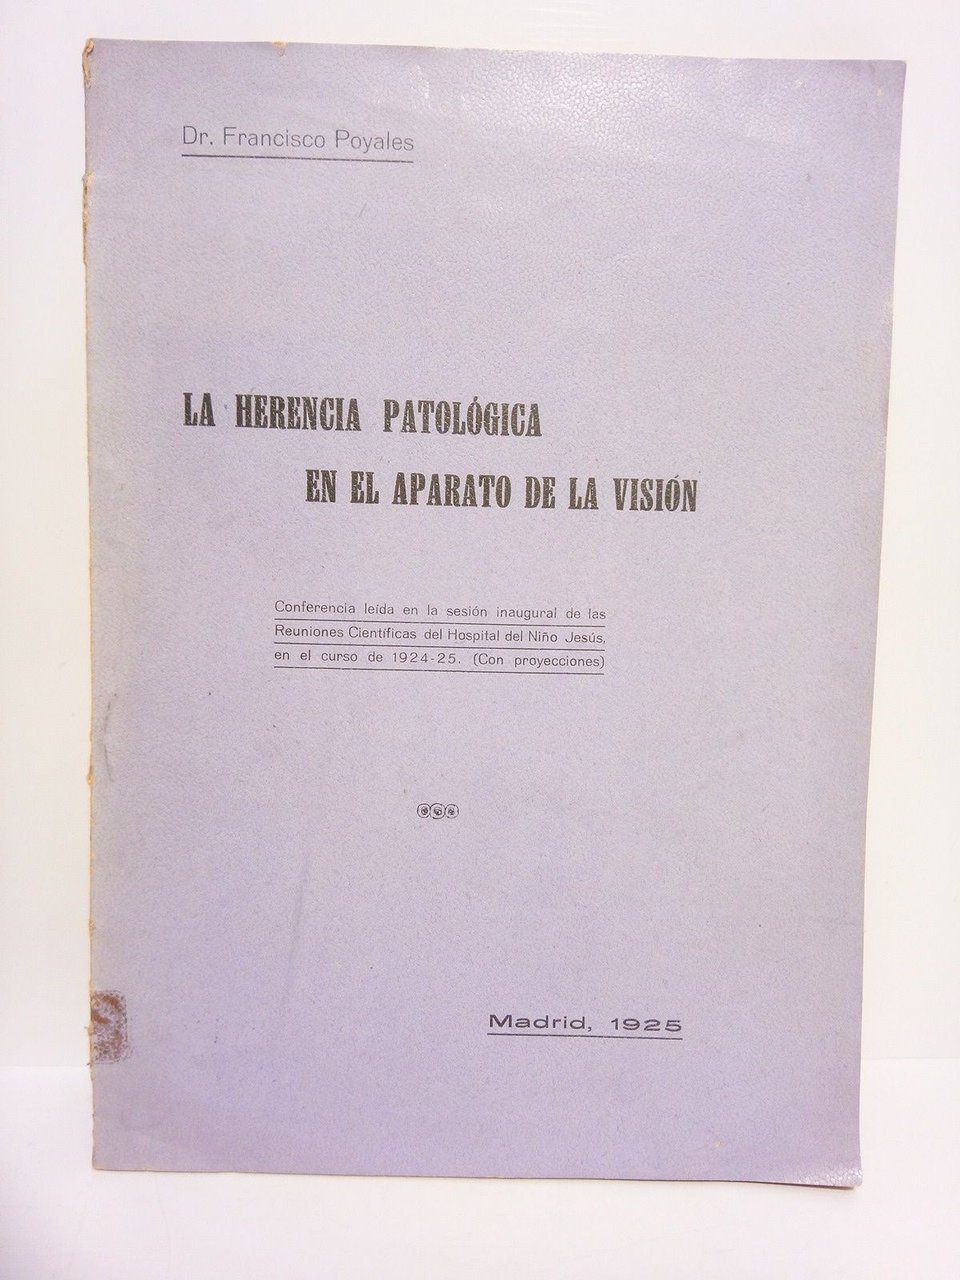 Dr. Francisco Poyales
LA HERENCIA PATOLÓGICA
EN EL APARATO DE LA VISIÓN
Conferencia leída en la sesión inaugural de las
Reuniones Científicas del Hospital del Niño Jesús,
en el curso de 1924-25. (Con proyecciones)
Madrid, 1925